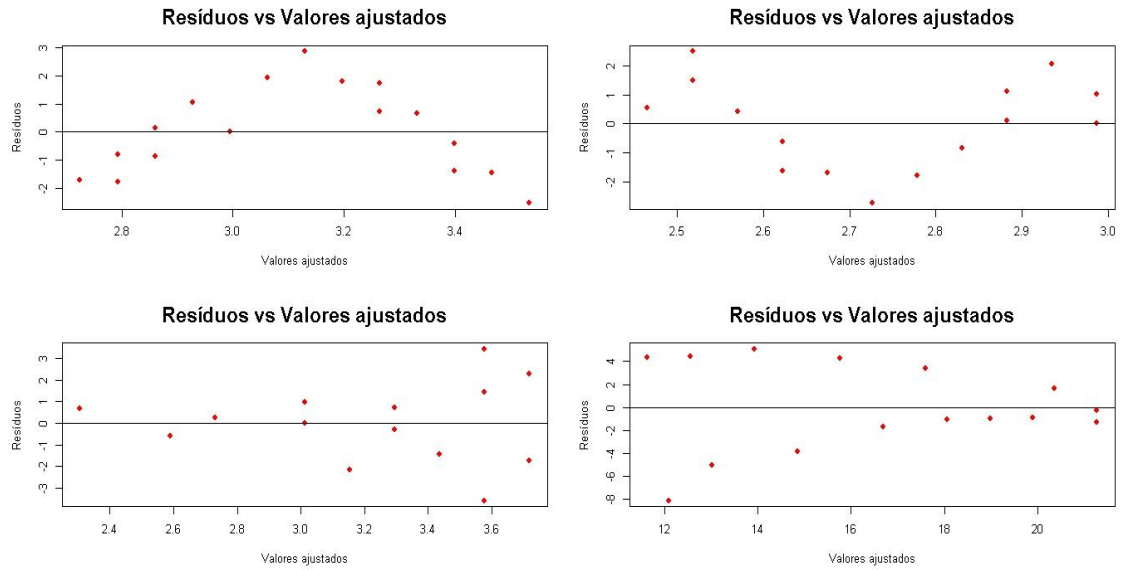 Resíduos vs Valores ajustados
Resíduos
3
2
1
0
-1
-2
2.8 3.0 3.2 3.4
Valores ajustados
Resíduos vs Valores ajustados
Resíduos
2
1
0
-1
-2
2.5 2.6 2.7 2.8 2.9 3.0
Valores ajustados
Resíduos vs Valores ajustados
Resíduos
3
2
1
0
-1
-2
-3
2.4 2.6 2.8 3.0 3.2 3.4 3.6
Valores ajustados
Resíduos vs Valores ajustados
Resíduos
4
2
0
-2
-4
-6
-8
12 14 16 18 20
Valores ajustados